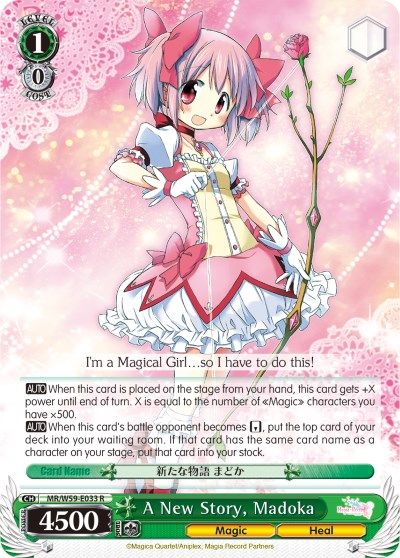 LEVEL
1
0
COST
I'm a Magical Girl...so I have to do this!
AUTO When this card is placed on the stage from your hand, this card gets +X
power until end of turn. X is equal to the number of «Magic» characters you
have ×500.
AUTO When this card's battle opponent becomes [ ], put the top card of your
deck into your waiting room. If that card has the same name as a
character on your stage, put that card into your stock.
Card Name
新たな物語 まどか
CH MR/W59-E033 R
POWER 4500
A New Story, Madoka
Magic
Heal
©Magica Quartet/Aniplex, Magia Record Partners